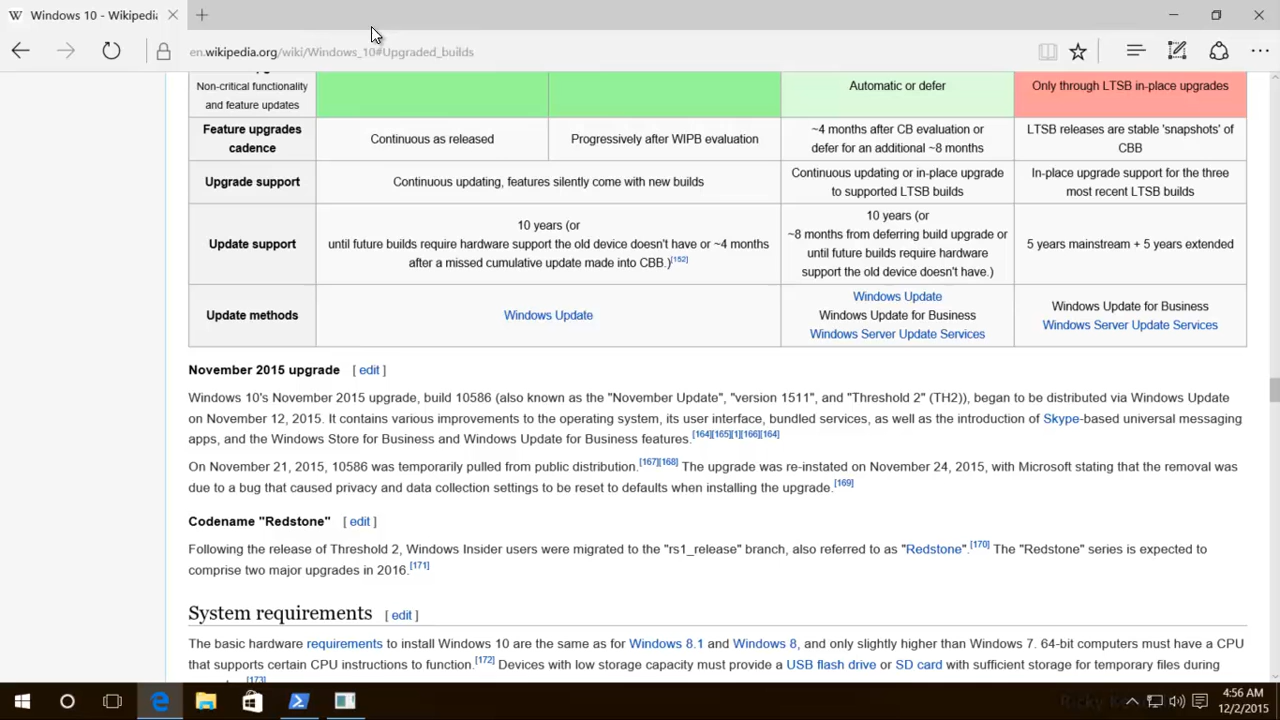 Windows 10 - Wikipedi
en.wikipedia.org/wiki/Windows_10#Upgraded_builds
Non-critical functionality
and feature updates
Automatic or defer
Only through LTSB in-place upgrades
Feature upgrades
cadence
Continuous as released
Progressively after WIPB evaluation
~4 months after CB evaluation or
defer for an additional ~8 months
LTSB releases are stable 'snapshots' of
CBB
Upgrade support
Continuous updating, features silently come with new builds
Continuous updating or in-place upgrade
to supported LTSB builds
In-place upgrade support for the three
most recent LTSB builds
Update support
10 years (or
until future builds require hardware support the old device doesn't have or ~4 months
after a missed cumulative update made into CBB.)[152]
10 years (or
~8 months from deferring build upgrade or
until future builds require hardware
support the old device doesn't have.)
5 years mainstream + 5 years extended
Update methods
Windows Update
Windows Update
Windows Update for Business
Windows Server Update Services
Windows Update for Business
Windows Server Update Services
November 2015 upgrade [ edit ]
Windows 10's November 2015 upgrade, build 10586 (also known as the "November Update", "version 1511", and "Threshold 2" (TH2)), began to be distributed via Windows Update
on November 12, 2015. It contains various improvements to the operating system, its user interface, bundled services, as well as the introduction of Skype-based universal messaging
apps, and the Windows Store for Business and Windows Update for Business features.[164][165][1][166][164]
On November 21, 2015, 10586 was temporarily pulled from public distribution.[167][168] The upgrade was re-instated on November 24, 2015, with Microsoft stating that the removal was
due to a bug that caused privacy and data collection settings to be reset to defaults when installing the upgrade.[169]
Codename "Redstone" [ edit ]
Following the release of Threshold 2, Windows Insider users were migrated to the "rs1_release" branch, also referred to as "Redstone".[170] The "Redstone" series is expected to
comprise two major upgrades in 2016.[171]
System requirements [ edit ]
The basic hardware requirements to install Windows 10 are the same as for Windows 8.1 and Windows 8, and only slightly higher than Windows 7. 64-bit computers must have a CPU
that supports certain CPU instructions to function.[172] Devices with low storage capacity must provide a USB flash drive or SD card with sufficient storage for temporary files during
[173]
4:56 AM
12/2/2015